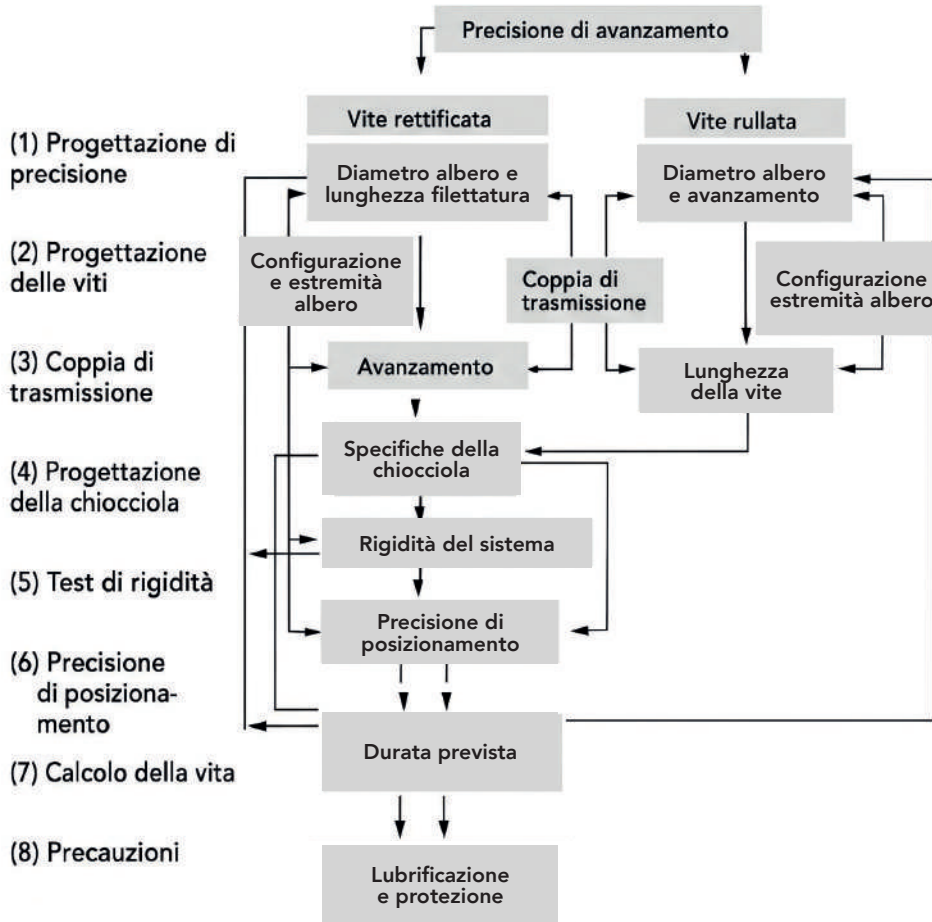 Precisione di avanzamento
Vite rettificata
Vite rullata
(1) Progettazione di
precisione
Diametro albero e
lunghezza filettatura
Diametro albero
e avanzamento
(2) Progettazione
delle viti
Configurazione
e estremità
albero
Coppia di
trasmissione
Configurazione
estremità albero
(3) Coppia di
trasmissione
Avanzamento
Lunghezza
della vite
Specifiche della
chiocciola
(4) Progettazione
della chiocciola
Rigidità del sistema
(5) Test di rigidità
Precisione di
posizionamento
(6) Precisione
di posiziona-
mento
Durata prevista
(7) Calcolo della vita
(8) Precauzioni
Lubrificazione
e protezione